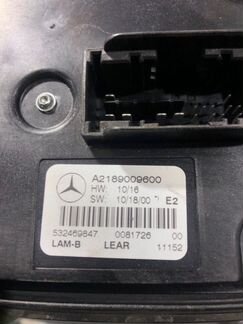 A2189009600
HW: 10/16
SW: 10/18/00 E2
532469847 0081726 00
LAM-B LEAR 11152